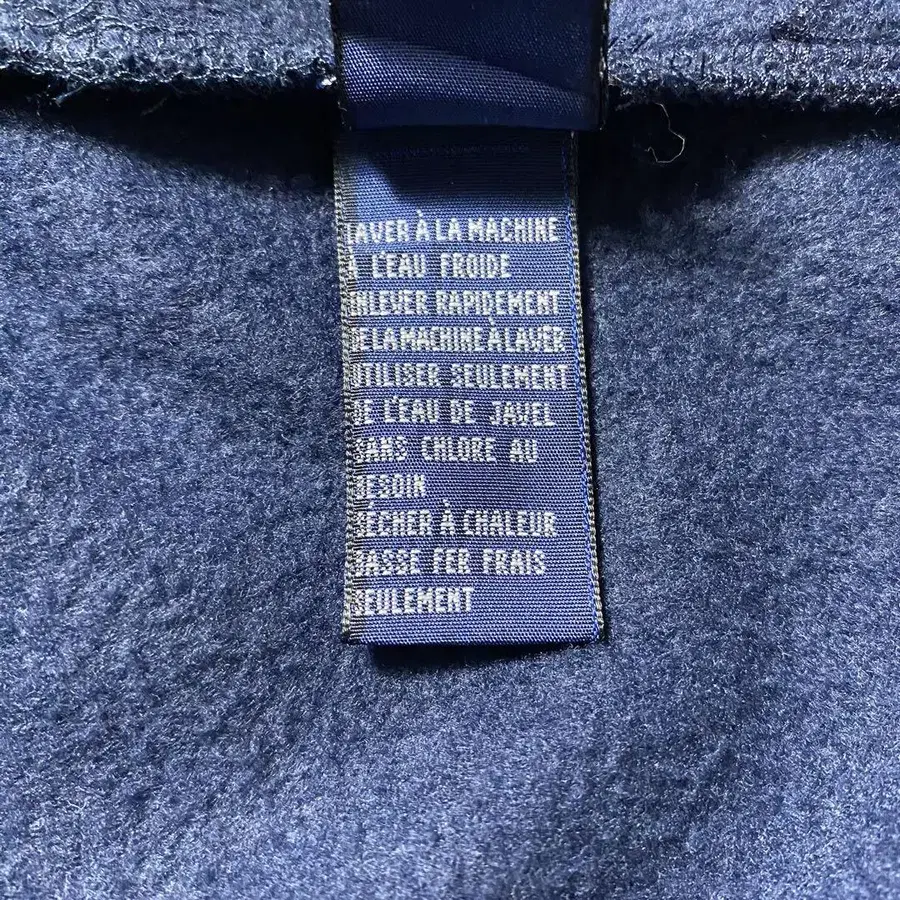 LAVER À LA MACHINE
À L'EAU FROIDE
ENLEVER RAPIDEMENT
DE LA MACHINE À LAVER
UTILISER SEULEMENT
DE L'EAU DE JAVEL
SANS CHLORE AU
BESOIN
SÉCHER À CHALEUR
BASSE FER FRAIS
SEULEMENT